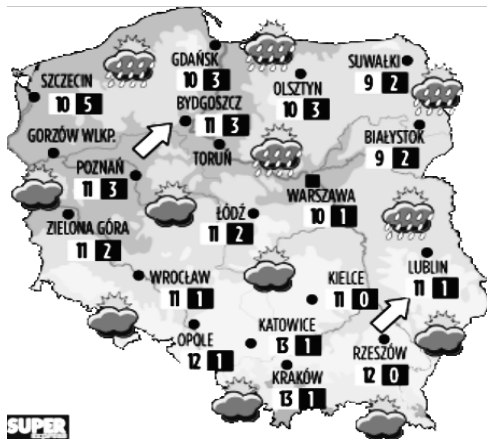 GDAŃSK
10 3
SUWAŁKI
9 2
SZCZECIN
10 5
OLSZTYN
10 3
BYDGOSZCZ
11 3
GORZÓW WLKP.
TORUŃ
BIAŁYSTOK
9 2
POZNAŃ
11 3
WARSZAWA
10 1
ZIELONA GÓRA
11 2
ŁÓDŹ
11 2
LUBLIN
11 1
WROCŁAW
11 1
KIELCE
11 0
OPOLE
12 1
KATOWICE
13 1
RZESZÓW
12 0
KRAKÓW
13 1
SUPER